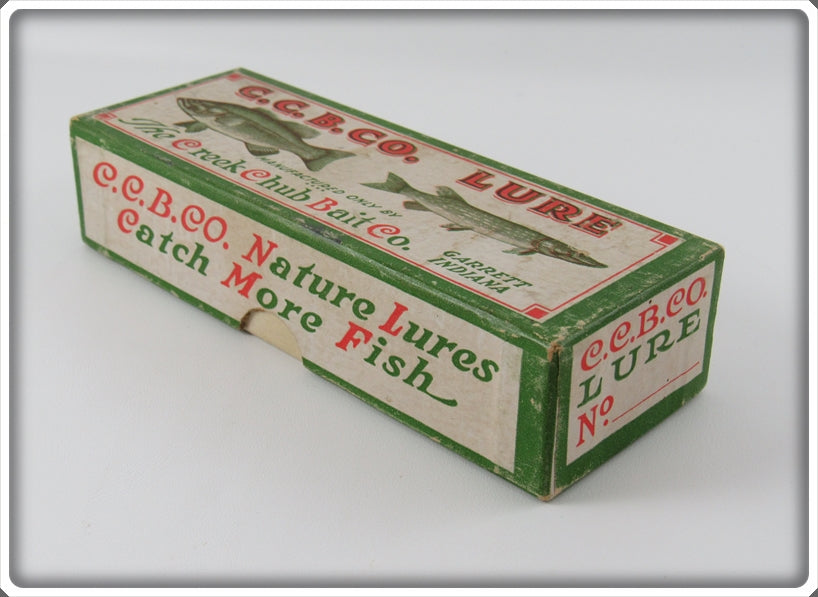 C.C.B.CO. LURE
MANUFACTURED ONLY BY
The Creek Chub Bait Co.
GARRETT
INDIANA
C.C.B.CO. Nature Lures
Catch More Fish
C.C.B.CO.
LURE
No.